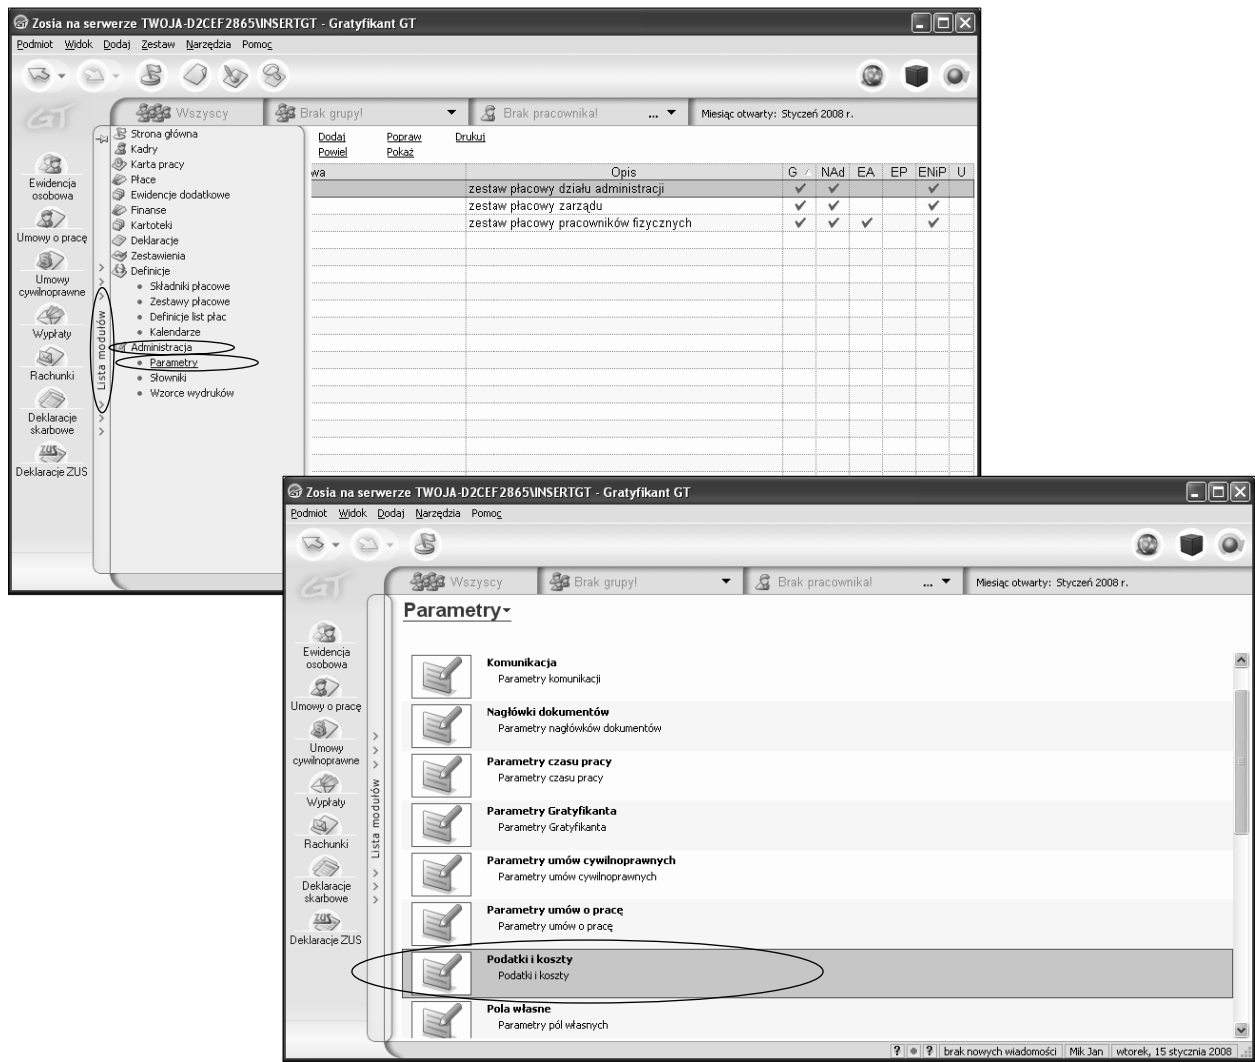 Zosia na serwerze TWOJA-D2CEF2865\INSERTGT - Gratyfikant GT
Podmiot Widok Dodaj Zestaw Narzędzia Pomoc
GT
Wszyscy Brak grupy! Brak pracownika! ... Miesiąc otwarty: Styczeń 2008 r.
Ewidencja
osobowa
Umowy o pracę
Umowy
cywilnoprawne
Wypłaty
Rachunki
Deklaracje
skarbowe
ZUS
Deklaracje ZUS
Lista modułów
Strona główna
Kadry
Karta pracy
Płace
Ewidencje dodatkowe
Finanse
Kartoteki
Deklaracje
Zestawienia
Definicje
Składniki płacowe
Zestawy płacowe
Definicje list płac
Kalendarze
Administracja
Parametry
Słowniki
Wzorce wydruków
Dodaj Popraw Drukuj
Powiel Pokaż
wa Opis G NAd EA EP ENiP U
zestaw płacowy działu administracji
zestaw płacowy zarządu
zestaw płacowy pracowników fizycznych
Zosia na serwerze TWOJA-D2CEF2865\INSERTGT - Gratyfikant GT
Podmiot Widok Dodaj Narzędzia Pomoc
GT
Wszyscy Brak grupy! Brak pracownika! ... Miesiąc otwarty: Styczeń 2008 r.
Ewidencja
osobowa
Umowy o pracę
Umowy
cywilnoprawne
Wypłaty
Rachunki
Deklaracje
skarbowe
ZUS
Deklaracje ZUS
Lista modułów
Parametry
Komunikacja
Parametry komunikacji
Nagłówki dokumentów
Parametry nagłówków dokumentów
Parametry czasu pracy
Parametry czasu pracy
Parametry Gratyfikanta
Parametry Gratyfikanta
Parametry umów cywilnoprawnych
Parametry umów cywilnoprawnych
Parametry umów o pracę
Parametry umów o pracę
Podatki i koszty
Podatki i koszty
Pola własne
Parametry pól własnych
? ? brak nowych wiadomości Mik Jan wtorek, 15 stycznia 2008